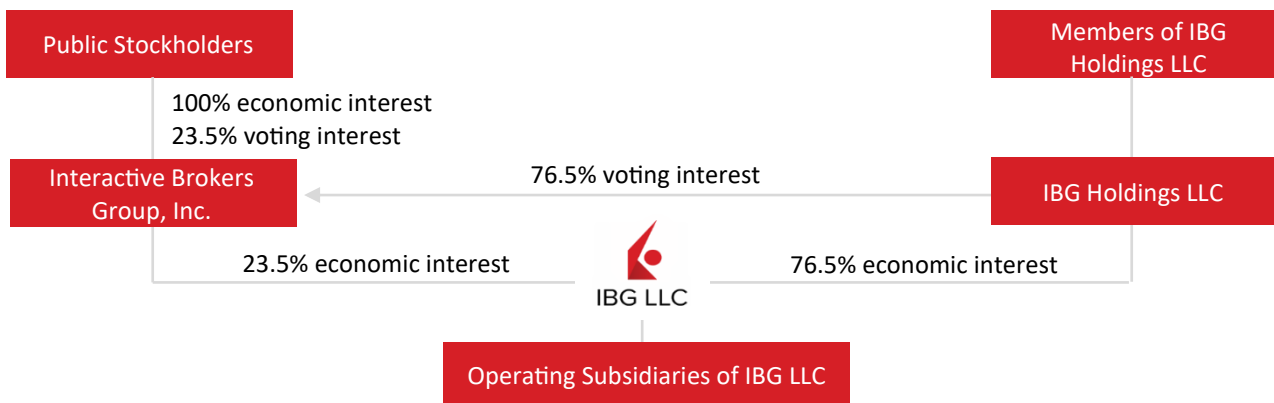 Public Stockholders
Members of IBG
Holdings LLC
100% economic interest
23.5% voting interest
Interactive Brokers
Group, Inc.
76.5% voting interest
IBG Holdings LLC
23.5% economic interest
76.5% economic interest
IBG LLC
Operating Subsidiaries of IBG LLC